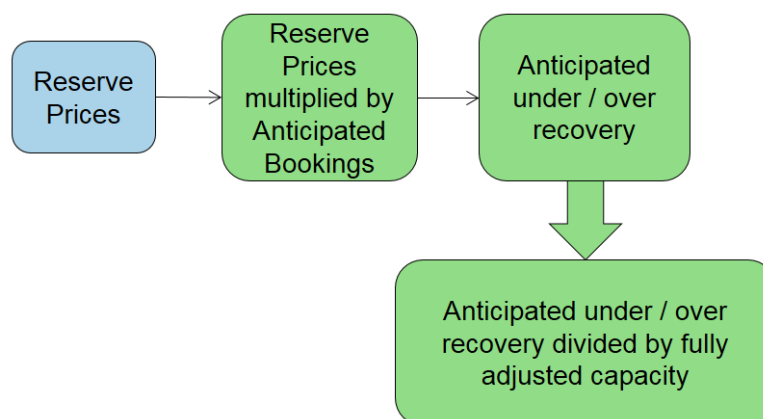 Reserve
Prices
Reserve
Prices
multiplied by
Anticipated
Bookings
Anticipated
under / over
recovery
Anticipated under / over
recovery divided by fully
adjusted capacity